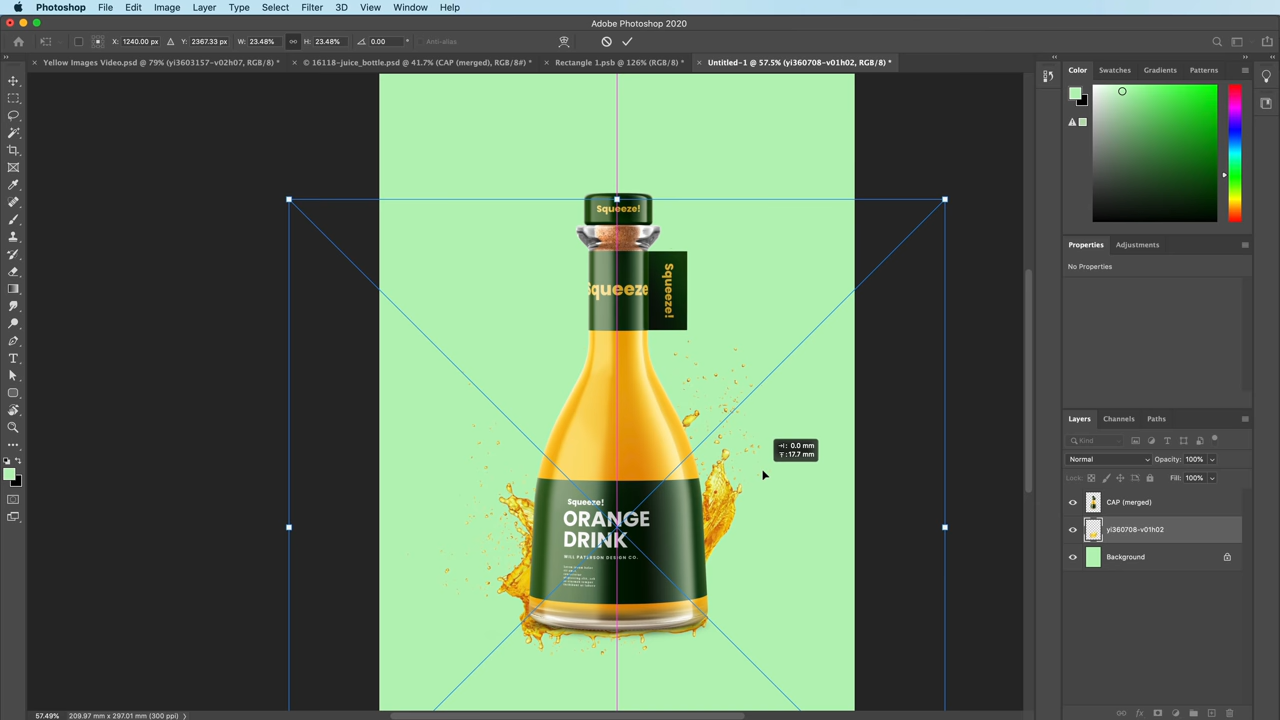 Photoshop File Edit Image Layer Type Select Filter 3D View Window Help
Adobe Photoshop 2020
X: 1240.00 px Y: 2367.33 px W: 23.48% H: 23.48% 0.00 ° Anti-alias
Yellow Images Video.psd @ 79% (yi3603157-v02h07, RGB/8) * © 16118-juice_bottle.psd @ 41.7% (CAP (merged), RGB/8#) * Rectangle 1.psb @ 126% (RGB/8) * Untitled-1 @ 57.5% (yi360708-v01h02, RGB/8) *
Color Swatches Gradients Patterns
Squeeze!
Squeeze
Squeeze!
Properties Adjustments
No Properties
H: 0.0 mm
17.7 mm
Squeeze!
ORANGE
DRINK
WILL PATERSON DESIGN CO.
Layers Channels Paths
Kind
Normal Opacity: 100%
Lock: Fill: 100%
CAP (merged)
yi360708-v01h02
Background
57.49% 209.97 mm x 297.01 mm (300 ppi)